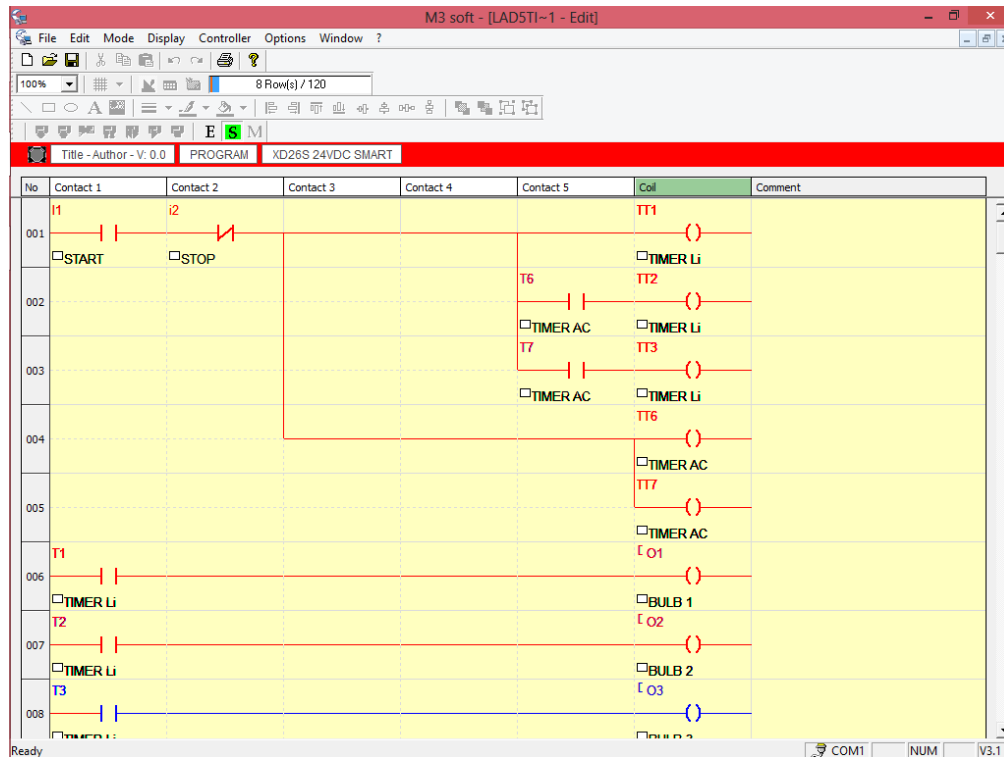 M3 soft - [LAD5TI~1 - Edit]
File Edit Mode Display Controller Options Window ?
100% 8 Row(s) / 120
E S M
Title - Author - V: 0.0 PROGRAM XD26S 24VDC SMART
No Contact 1 Contact 2 Contact 3 Contact 4 Contact 5 Coil Comment
I1 i2 TT1
001
START STOP TIMER Li
T6 TT2
002
TIMER AC TIMER Li
T7 TT3
003
TIMER AC TIMER Li
TT6
004
TIMER AC
TT7
005
TIMER AC
T1 [ O1
006
TIMER Li BULB 1
T2 [ O2
007
TIMER Li BULB 2
T3 [ O3
008
TIMER Li BULB 3
Ready COM1 NUM V3.1